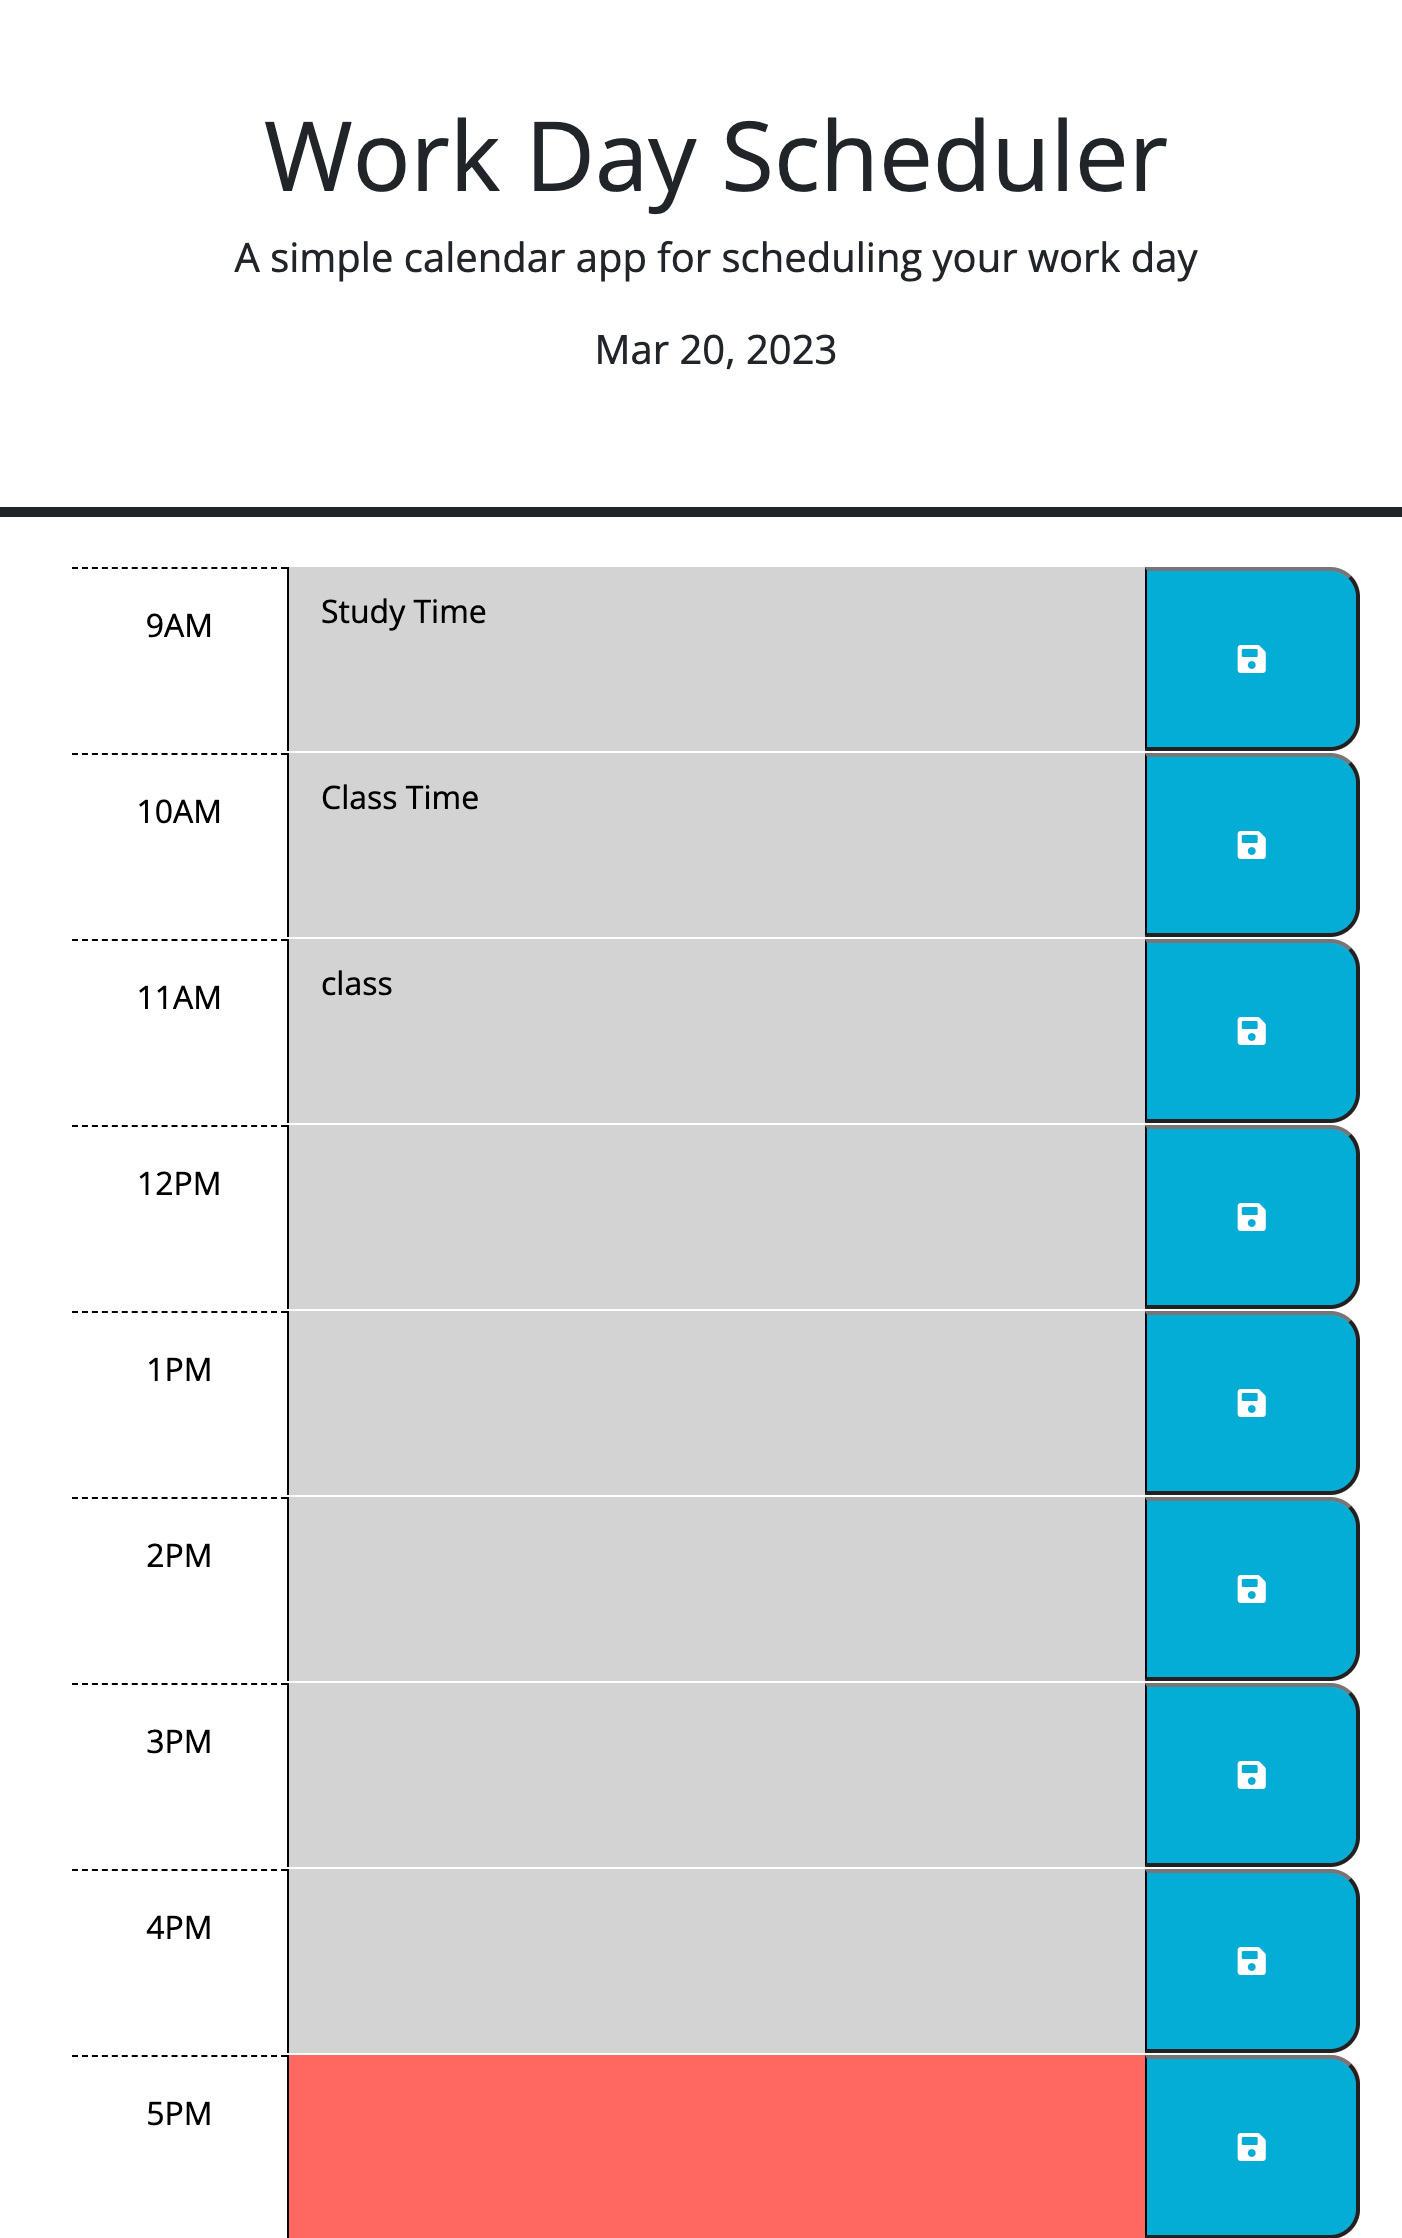 Work Day Scheduler
A simple calendar app for scheduling your work day
Mar 20, 2023
9AM
Study Time
10AM
Class Time
11AM
class
12PM
1PM
2PM
3PM
4PM
5PM